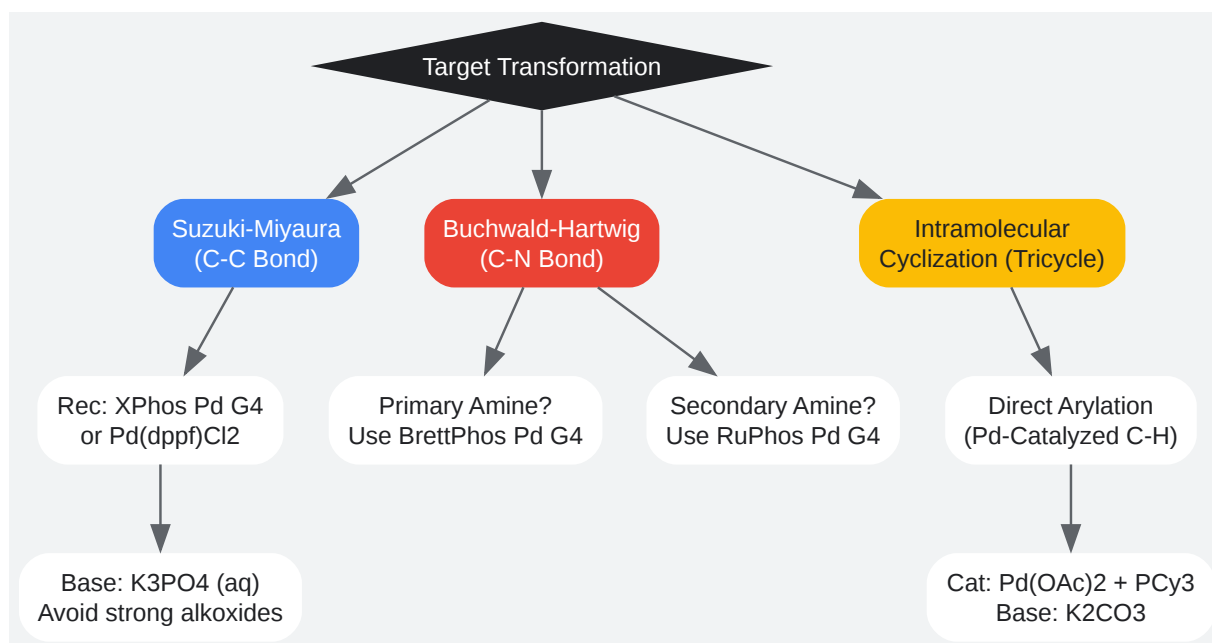 Target Transformation
Suzuki-Miyaura
(C-C Bond)
Buchwald-Hartwig
(C-N Bond)
Intramolecular
Cyclization (Tricycle)
Rec: XPhos Pd G4
or Pd(dppf)Cl2
Primary Amine?
Use BrettPhos Pd G4
Secondary Amine?
Use RuPhos Pd G4
Direct Arylation
(Pd-Catalyzed C-H)
Base: K3PO4 (aq)
Avoid strong alkoxides
Cat: Pd(OAc)2 + PCy3
Base: K2CO3